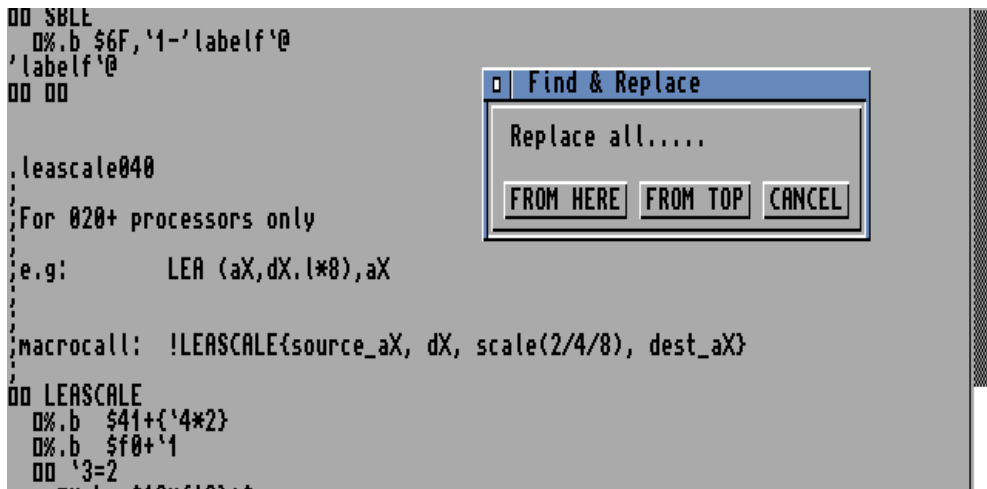 ▯▯ SBLE
▯%.b $6F,`1-'labelf`@
'labelf`@
▯▯ ▯▯
.leascale040
;
;For 020+ processors only
;
;e.g: LEA (aX,dX.l*8),aX
;
;
;macrocall: !LEASCALE{source_aX, dX, scale(2/4/8), dest_aX}
;
▯▯ LEASCALE
▯%.b $41+{`4*2}
▯%.b $f0+`1
▯▯ `3=2
Find & Replace
Replace all.....
FROM HERE FROM TOP CANCEL